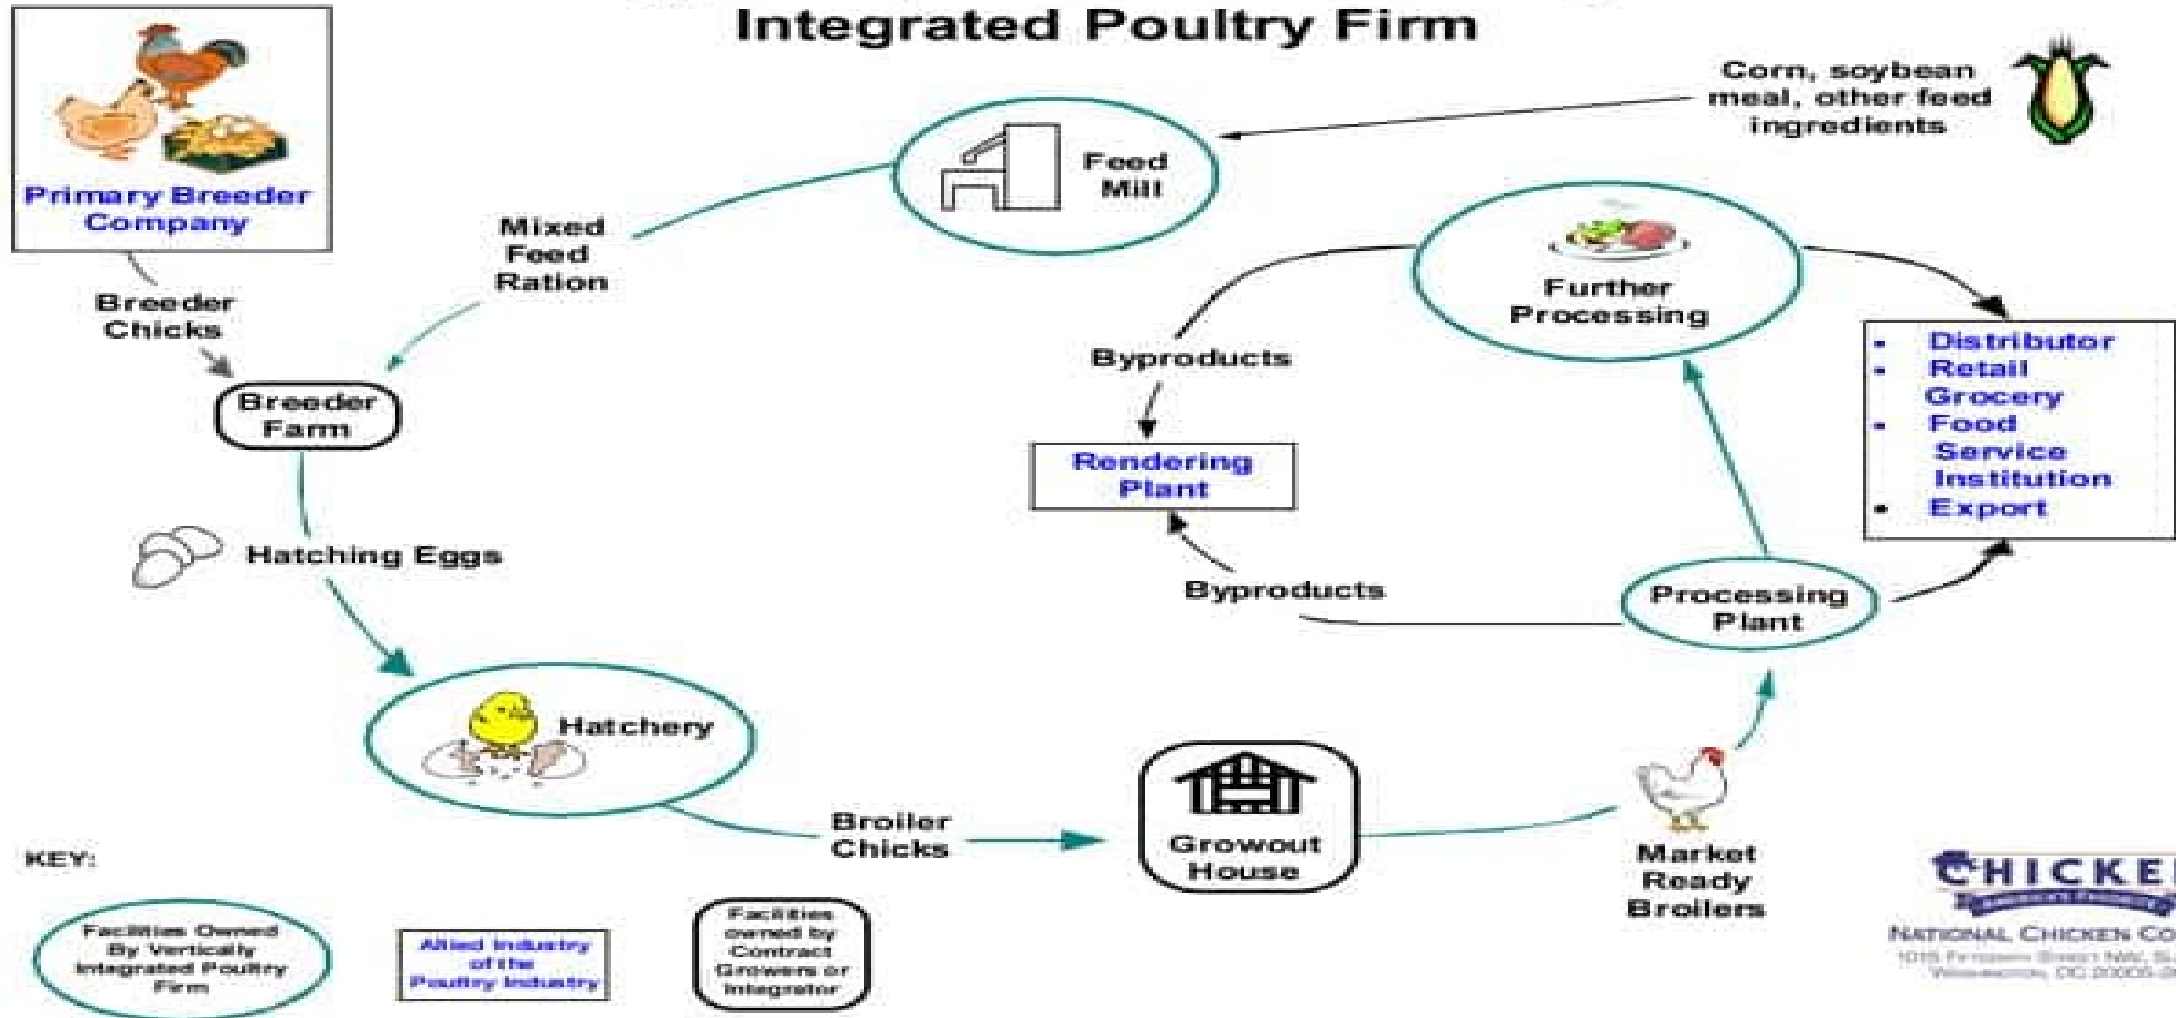 Integrated Poultry Firm
Primary Breeder
Company
Breeder
Chicks
Mixed
Feed
Ration
Feed
Mill
Corn, soybean
meal, other feed
ingredients
Further
Processing
Byproducts
Rendering
Plant
• Distributor
• Retail
Grocery
• Food
Service
Institution
• Export
Breeder
Farm
Hatching Eggs
Byproducts
Processing
Plant
Hatchery
Broiler
Chicks
Growout
House
Market
Ready
Broilers
KEY:
Facilities Owned
By Vertically
Integrated Poultry
Firm
Allied Industry
of the
Poultry Industry
Facilities
owned by
Contract
Growers or
Integrator
CHICKE
NATIONAL CHICKEN CO